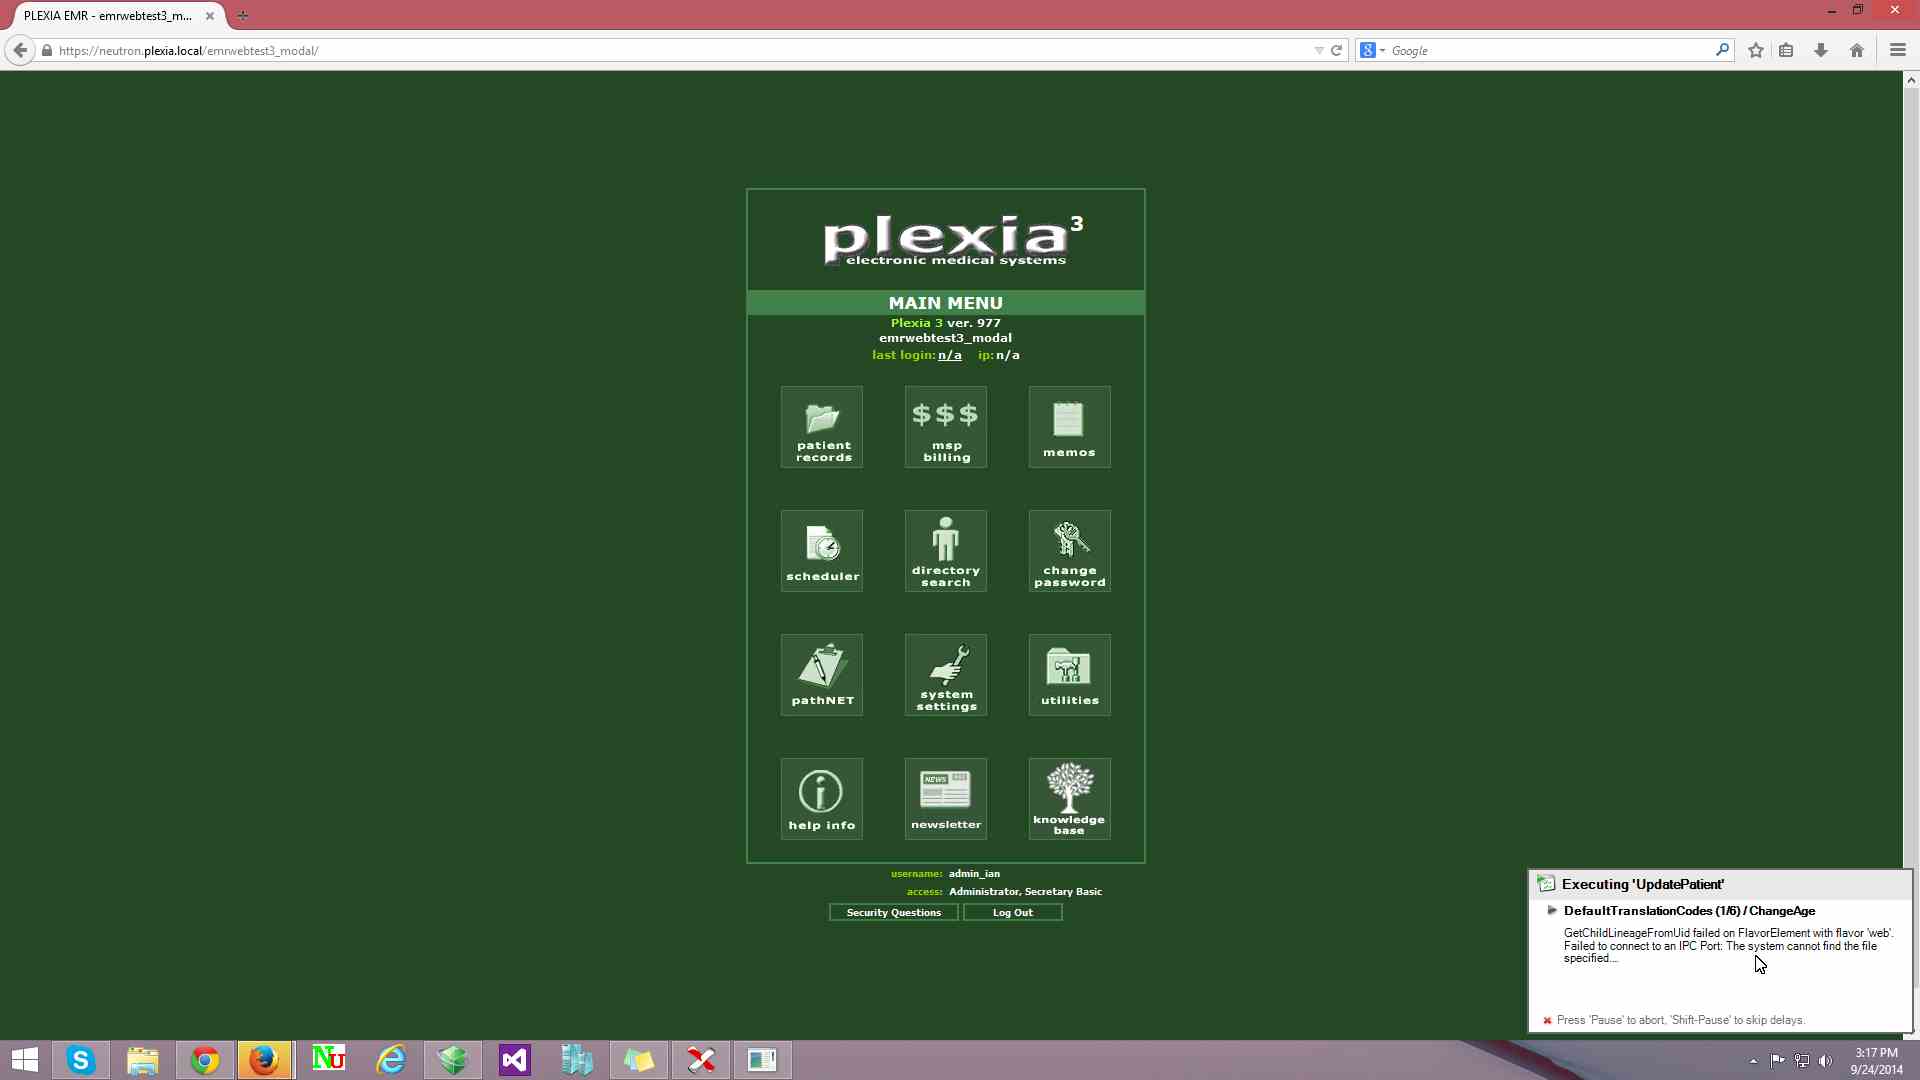 PLEXIA EMR - emrwebtest3_m...
https://neutron.plexia.local/emrwebtest3_modal/
Google
plexia3
electronic medical systems
MAIN MENU
Plexia 3 ver. 977
emrwebtest3_modal
last login: n/a ip: n/a
patient
records
$$$
msp
billing
memos
scheduler
directory
search
change
password
pathNET
system
settings
utilities
help info
NEWS
newsletter
knowledge
base
username: admin_ian
access: Administrator, Secretary Basic
Security Questions
Log Out
Executing 'UpdatePatient'
DefaultTranslationCodes (1/6) / ChangeAge
GetChildLineageFromUid failed on FlavorElement with flavor 'web'.
Failed to connect to an IPC Port: The system cannot find the file
specified....
Press 'Pause' to abort, 'Shift-Pause' to skip delays.
Nu
3:17 PM
9/24/2014